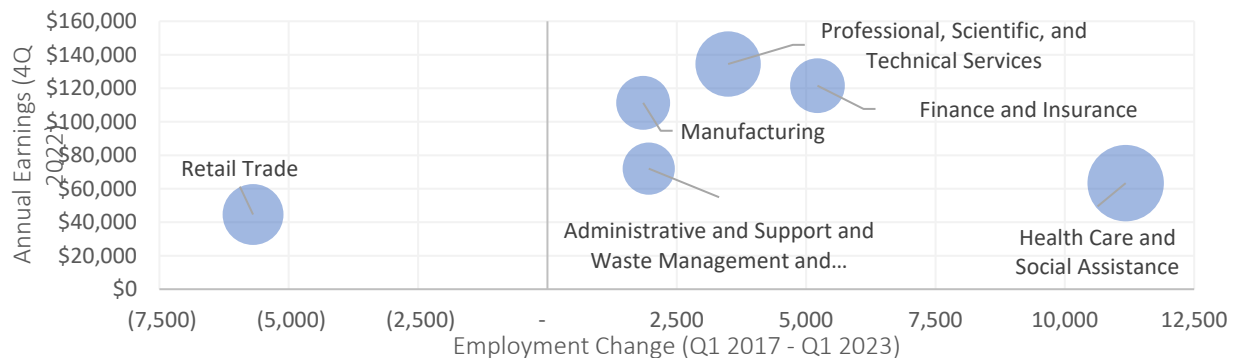 $160,000
$140,000
$120,000
$100,000
$80,000
$60,000
$40,000
$20,000
$0
Annual Earnings (4Q
2022)
Professional, Scientific, and
Technical Services
Finance and Insurance
Manufacturing
Retail Trade
Administrative and Support and
Waste Management and...
Health Care and
Social Assistance
(7,500)
(5,000)
(2,500)
-
2,500
5,000
7,500
10,000
12,500
Employment Change (Q1 2017 - Q1 2023)